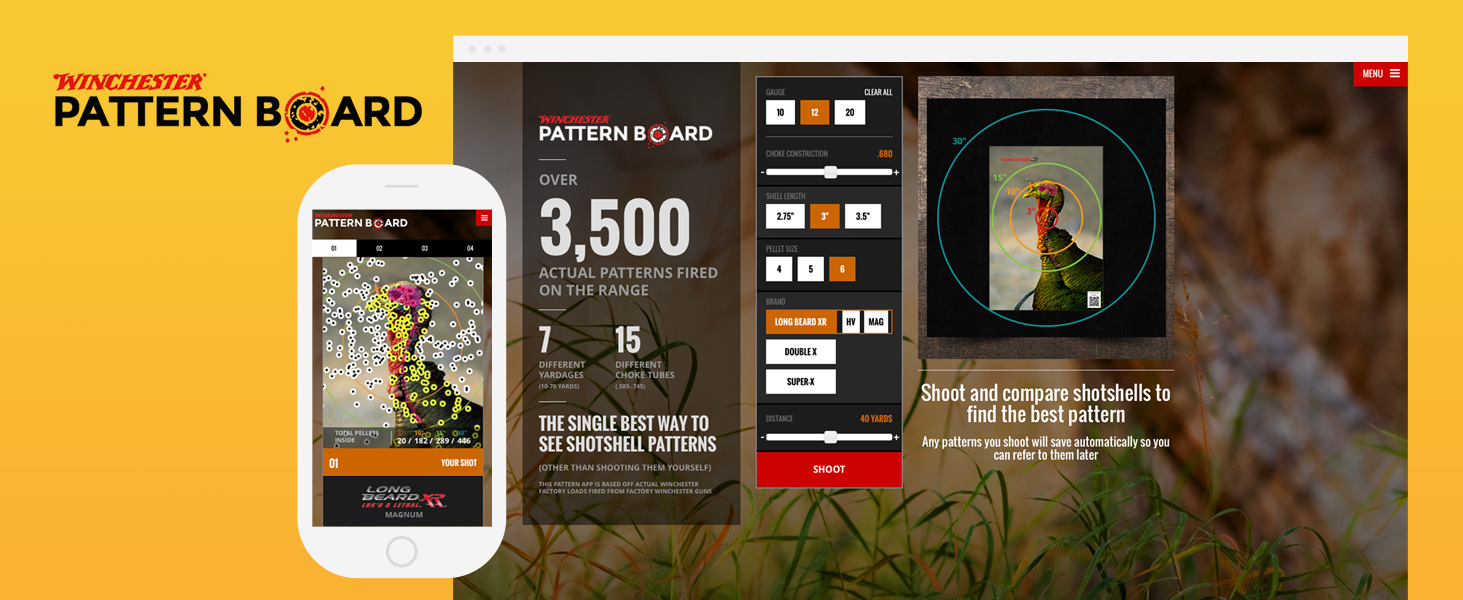 WINCHESTER
PATTERN BOARD
WINCHESTER
PATTERN BOARD
01 02 03 04
TOTAL PELLETS
INSIDE
3" 10" 15" 30"
20 / 182 / 289 / 446
01 YOUR SHOT
LONG
BEARD XR
LOK'D & LETHAL
MAGNUM
MENU
WINCHESTER
PATTERN BOARD
OVER
3,500
ACTUAL PATTERNS FIRED
ON THE RANGE
7
DIFFERENT
YARDAGES
(10-70 YARDS)
15
DIFFERENT
CHOKE TUBES
(.585-.745)
THE SINGLE BEST WAY TO
SEE SHOTSHELL PATTERNS
(OTHER THAN SHOOTING THEM YOURSELF)
THIS PATTERN APP IS BASED OFF ACTUAL WINCHESTER
FACTORY LOADS FIRED FROM FACTORY WINCHESTER GUNS
GAUGE CLEAR ALL
10 12 20
CHOKE CONSTRICTION .680
- +
SHELL LENGTH
2.75" 3" 3.5"
PELLET SIZE
4 5 6
BRAND
LONG BEARD XR HV MAG
DOUBLE X
SUPER-X
DISTANCE 40 YARDS
- +
SHOOT
30"
15"
10"
3"
Shoot and compare shotshells to
find the best pattern
Any patterns you shoot will save automatically so you
can refer to them later